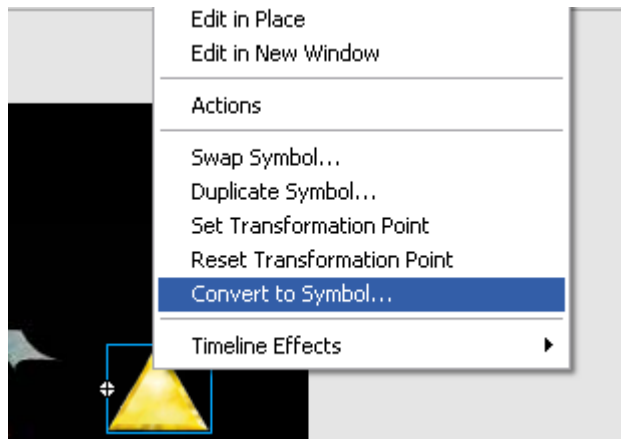 Edit in Place
Edit in New Window
Actions
Swap Symbol...
Duplicate Symbol...
Set Transformation Point
Reset Transformation Point
Convert to Symbol...
Timeline Effects